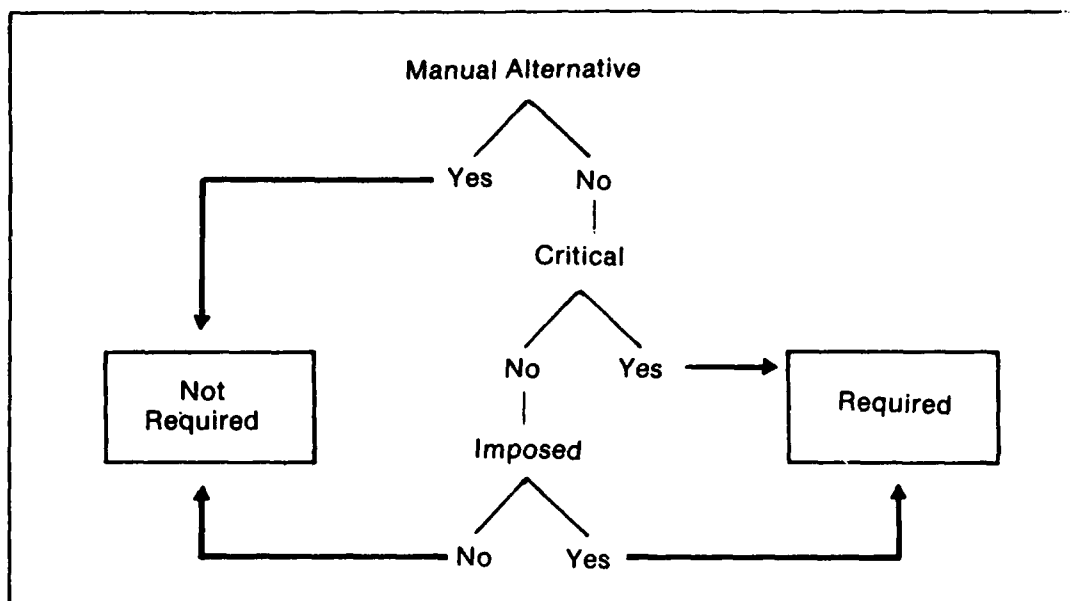 Manual Alternative
Yes No
Critical
No Yes
Not
Required
Required
Imposed
No Yes